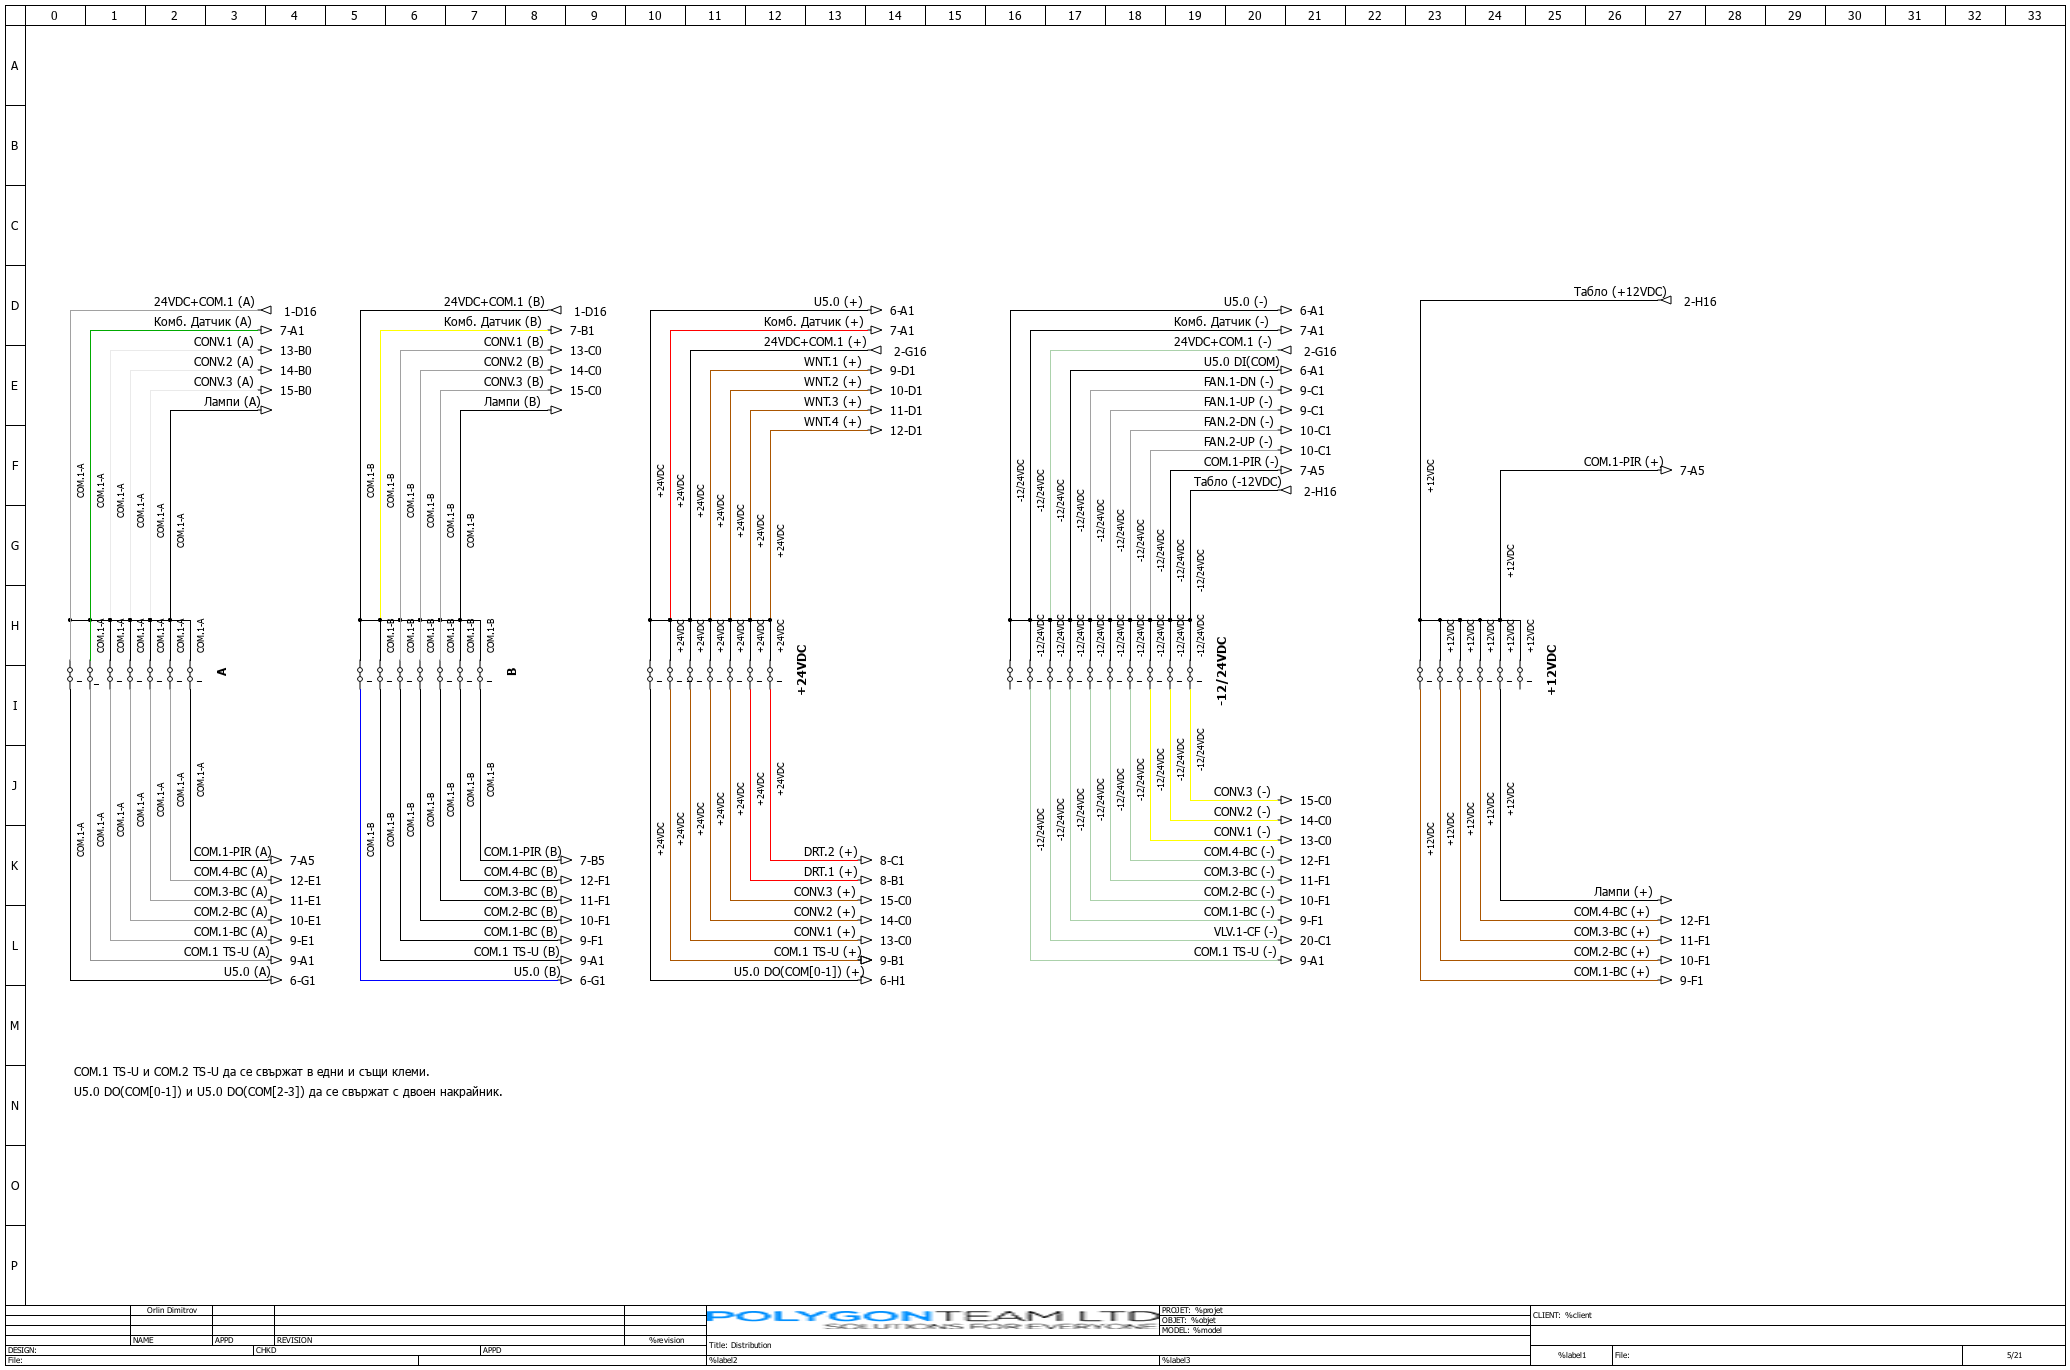 0 1 2 3 4 5 6 7 8 9 10 11 12 13 14 15 16 17 18 19 20 21 22 23 24 25 26 27 28 29 30 31 32 33
A
B
C
D
E
F
G
H
I
J
K
L
M
N
O
P
24VDC+COM.1 (A) 1-D16
Комб. Датчик (A) 7-A1
CONV.1 (A) 13-B0
CONV.2 (A) 14-B0
CONV.3 (A) 15-B0
Лампи (A)
COM.1-A COM.1-A COM.1-A COM.1-A COM.1-A COM.1-A
COM.1-A COM.1-A COM.1-A COM.1-A COM.1-A COM.1-A
A
COM.1-A COM.1-A COM.1-A COM.1-A COM.1-A COM.1-A COM.1-A
COM.1-PIR (A) 7-A5
COM.4-BC (A) 12-E1
COM.3-BC (A) 11-E1
COM.2-BC (A) 10-E1
COM.1-BC (A) 9-E1
COM.1 TS-U (A) 9-A1
U5.0 (A) 6-G1
24VDC+COM.1 (B) 1-D16
Комб. Датчик (B) 7-B1
CONV.1 (B) 13-C0
CONV.2 (B) 14-C0
CONV.3 (B) 15-C0
Лампи (B)
COM.1-B COM.1-B COM.1-B COM.1-B COM.1-B COM.1-B
COM.1-B COM.1-B COM.1-B COM.1-B COM.1-B COM.1-B
B
COM.1-B COM.1-B COM.1-B COM.1-B COM.1-B COM.1-B COM.1-B
COM.1-PIR (B) 7-B5
COM.4-BC (B) 12-F1
COM.3-BC (B) 11-F1
COM.2-BC (B) 10-F1
COM.1-BC (B) 9-F1
COM.1 TS-U (B) 9-A1
U5.0 (B) 6-G1
U5.0 (+) 6-A1
Комб. Датчик (+) 7-A1
24VDC+COM.1 (+) 2-G16
WNT.1 (+) 9-D1
WNT.2 (+) 10-D1
WNT.3 (+) 11-D1
WNT.4 (+) 12-D1
+24VDC +24VDC +24VDC +24VDC +24VDC +24VDC +24VDC
+24VDC +24VDC +24VDC +24VDC +24VDC +24VDC
+24VDC
+24VDC +24VDC +24VDC +24VDC +24VDC +24VDC +24VDC
DRT.2 (+) 8-C1
DRT.1 (+) 8-B1
CONV.3 (+) 15-C0
CONV.2 (+) 14-C0
CONV.1 (+) 13-C0
COM.1 TS-U (+) 9-B1
U5.0 DO(COM[0-1]) (+) 6-H1
U5.0 (-) 6-A1
Комб. Датчик (-) 7-A1
24VDC+COM.1 (-) 2-G16
U5.0 DI(COM) 6-A1
FAN.1-DN (-) 9-C1
FAN.1-UP (-) 9-C1
FAN.2-DN (-) 10-C1
FAN.2-UP (-) 10-C1
COM.1-PIR (-) 7-A5
Табло (-12VDC) 2-H16
-12/24VDC -12/24VDC -12/24VDC -12/24VDC -12/24VDC -12/24VDC -12/24VDC -12/24VDC -12/24VDC -12/24VDC
-12/24VDC -12/24VDC -12/24VDC -12/24VDC -12/24VDC -12/24VDC -12/24VDC -12/24VDC -12/24VDC
-12/24VDC
-12/24VDC -12/24VDC -12/24VDC -12/24VDC -12/24VDC -12/24VDC -12/24VDC -12/24VDC -12/24VDC
CONV.3 (-) 15-C0
CONV.2 (-) 14-C0
CONV.1 (-) 13-C0
COM.4-BC (-) 12-F1
COM.3-BC (-) 11-F1
COM.2-BC (-) 10-F1
COM.1-BC (-) 9-F1
VLV.1-CF (-) 20-C1
COM.1 TS-U (-) 9-A1
Табло (+12VDC) 2-H16
COM.1-PIR (+) 7-A5
+12VDC +12VDC
+12VDC +12VDC +12VDC +12VDC +12VDC
+12VDC
+12VDC +12VDC +12VDC +12VDC +12VDC
Лампи (+)
COM.4-BC (+) 12-F1
COM.3-BC (+) 11-F1
COM.2-BC (+) 10-F1
COM.1-BC (+) 9-F1
COM.1 TS-U и COM.2 TS-U да се свържат в едни и същи клеми.
U5.0 DO(COM[0-1]) и U5.0 DO(COM[2-3]) да се свържат с двоен накрайник.
Orlin Dimitrov
NAME APPD REVISION %revision
DESIGN: CHKD APPD
File:
POLYGONTEAM LTD
SOLUTIONS FOR EVERYONE
Title: Distribution
%label2 %label3
PROJET: %projet
OBJET: %objet
MODEL: %model
CLIENT: %client
%label1 File: 5/21